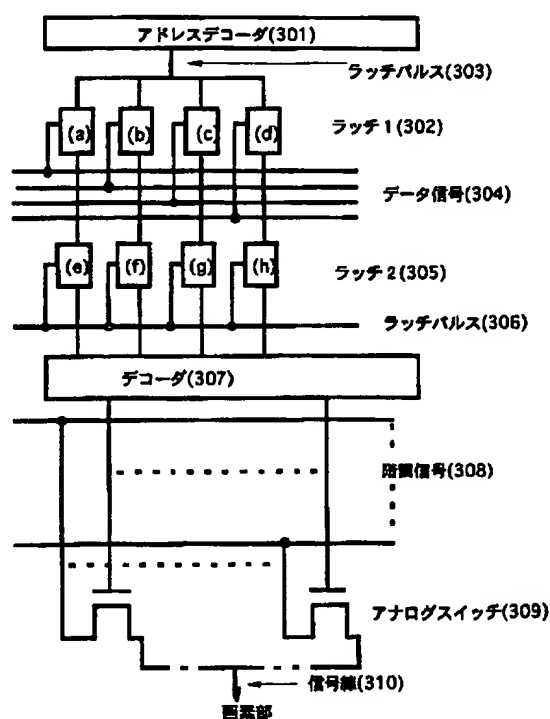 アドレスデコーダ(301)
ラッチパルス(303)
(a) (b) (c) (d)
ラッチ1(302)
データ信号(304)
(e) (f) (g) (h)
ラッチ2(305)
ラッチパルス(306)
デコーダ(307)
階調信号(308)
アナログスイッチ(309)
信号線(310)
画素部